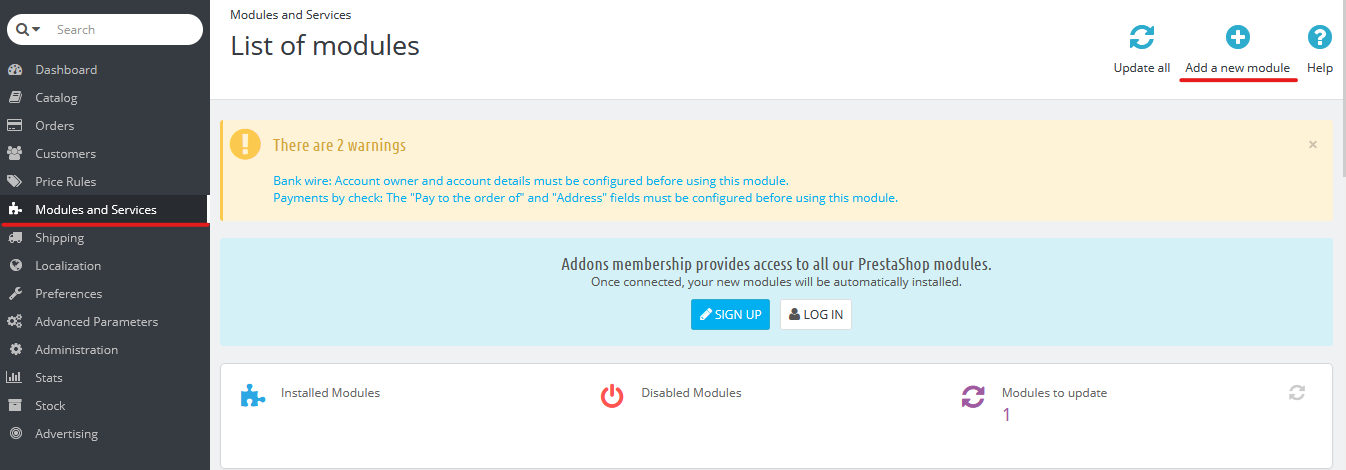 Search
Dashboard
Catalog
Orders
Customers
Price Rules
Modules and Services
Shipping
Localization
Preferences
Advanced Parameters
Administration
Stats
Stock
Advertising
Modules and Services
List of modules
Update all
Add a new module
Help
There are 2 warnings
×
Bank wire: Account owner and account details must be configured before using this module.
Payments by check: The "Pay to the order of" and "Address" fields must be configured before using this module.
Addons membership provides access to all our PrestaShop modules.
Once connected, your new modules will be automatically installed.
SIGN UP
LOG IN
Installed Modules
Disabled Modules
Modules to update
1